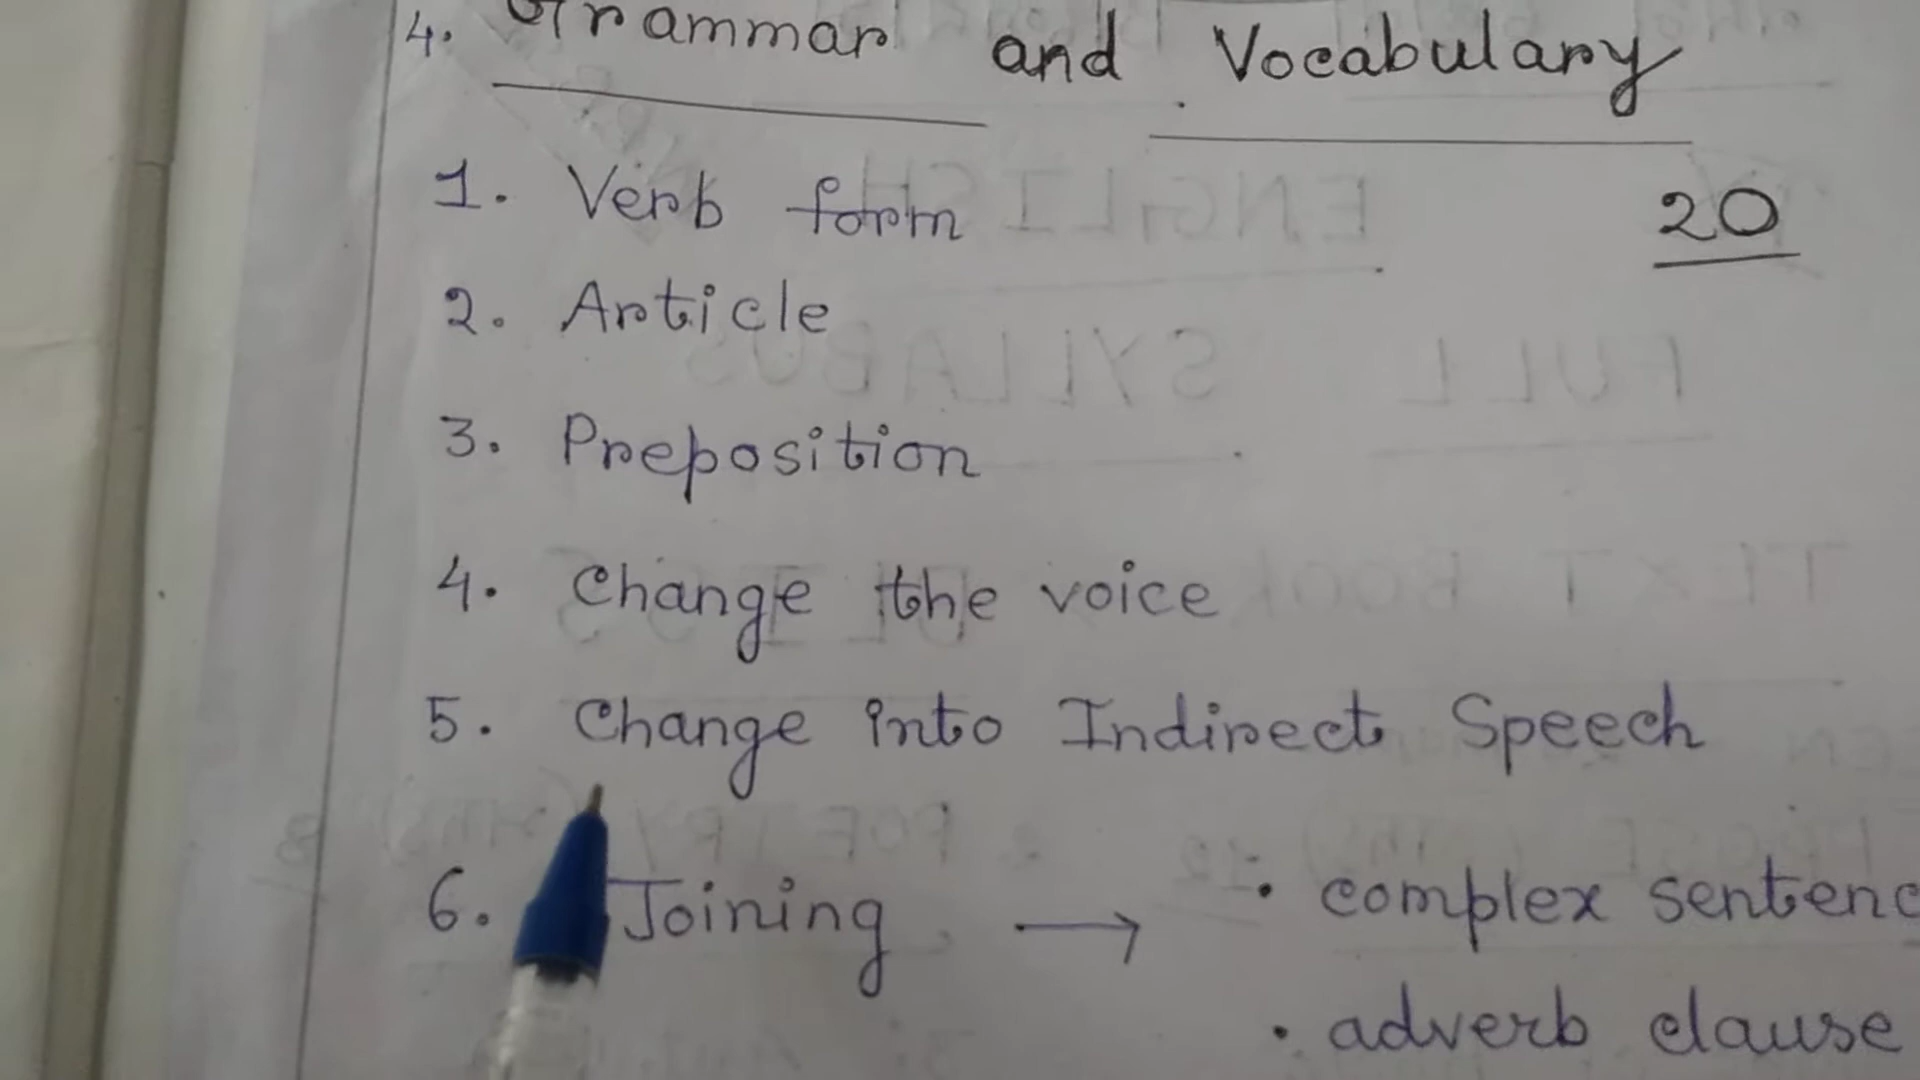 4. Grammar and Vocabulary
1. Verb form 20
2. Article
3. Preposition
4. Change the voice
5. Change into Indirect Speech
6. Joining → • complex sentenc
• adverb clause